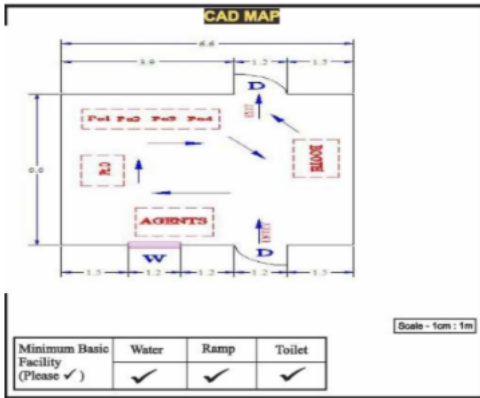 CAD MAP
6.6
3.9 1.2 1.5
D
Po1 Po2 Po3 Po4
EXIT
BOOTH
P.O
AGENTS
ENTRY
W
D
1.5 1.2 1.2 1.2 1.5
Scale - 1cm : 1m
Minimum Basic Facility (Please ✓)
Water Ramp Toilet
✓ ✓ ✓